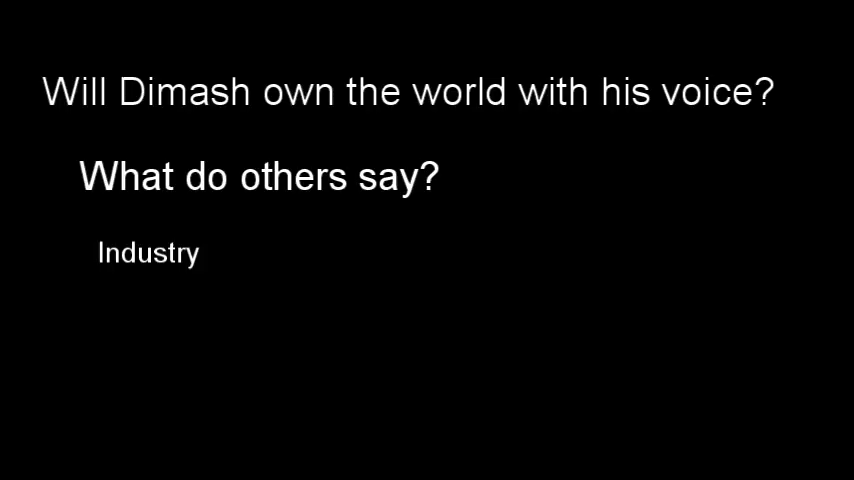 Will Dimash own the world with his voice?
What do others say?
Industry